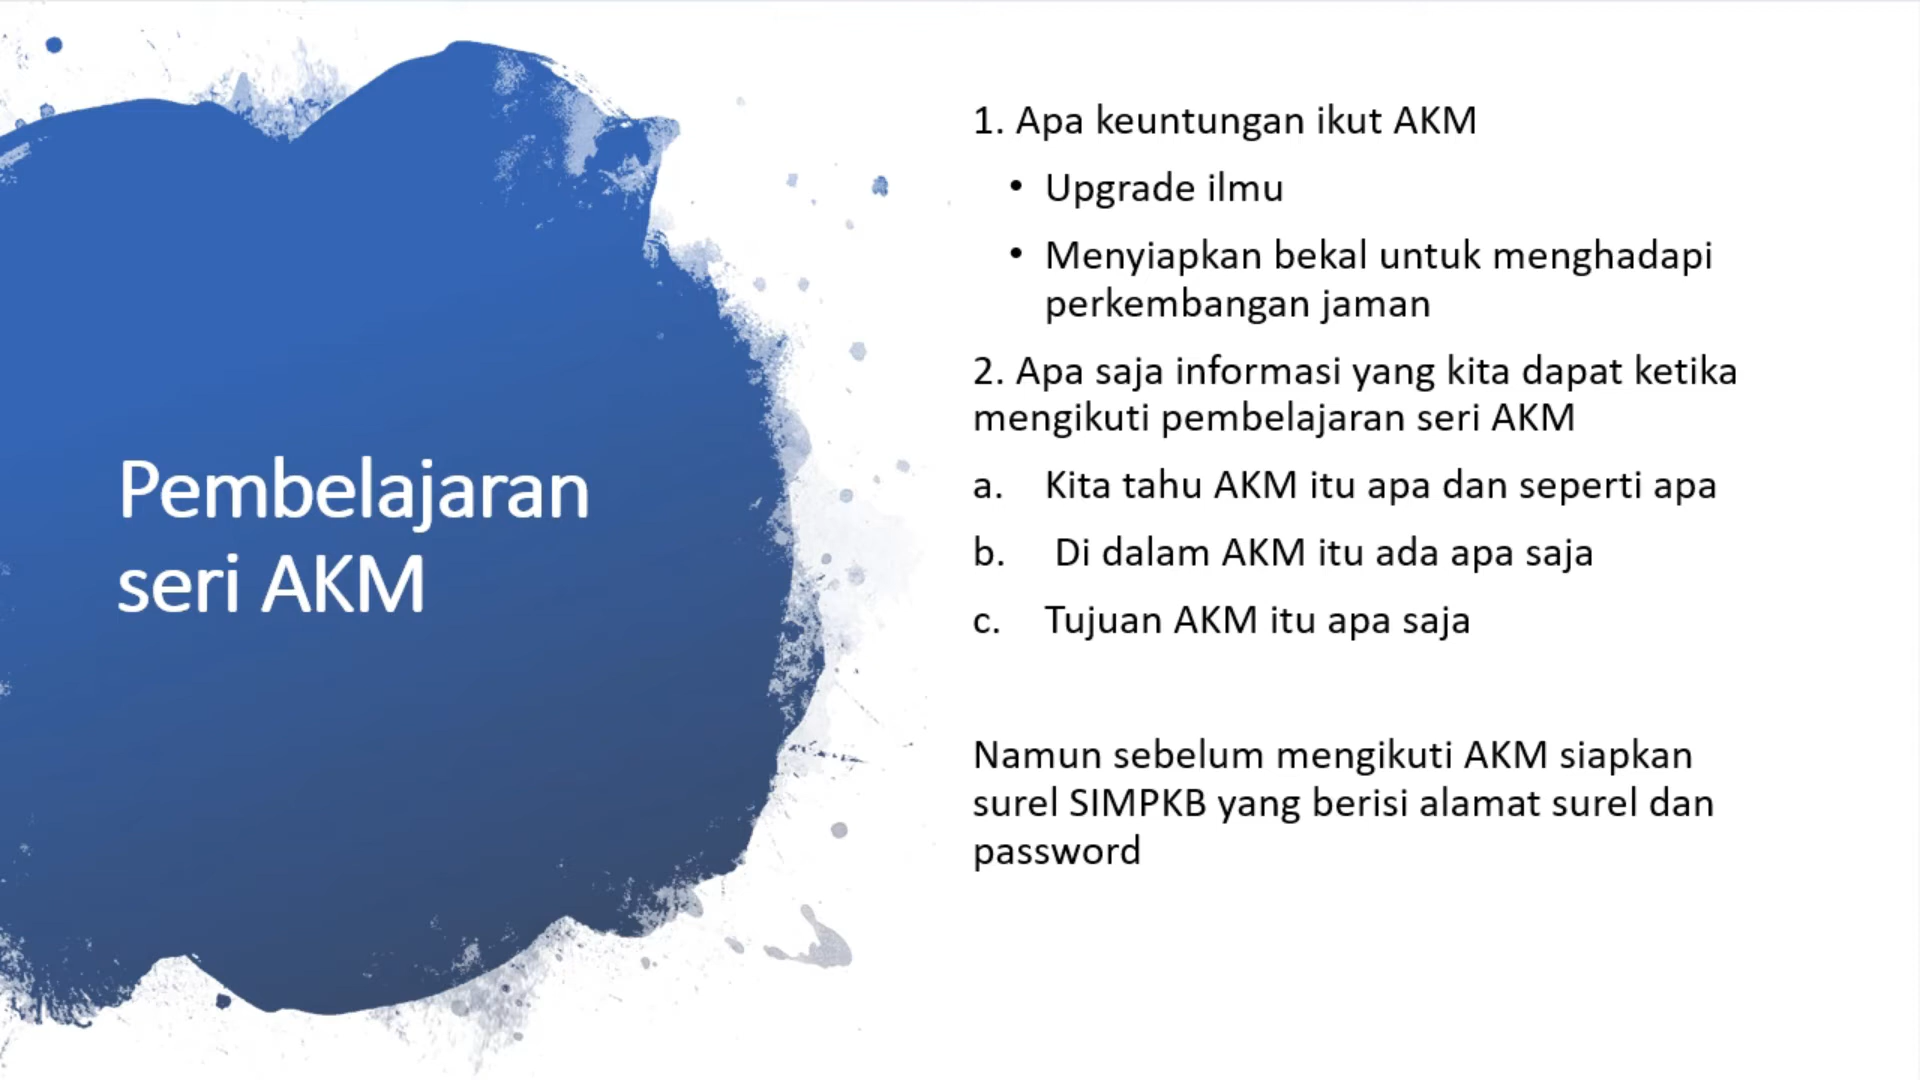 Pembelajaran
seri AKM
1. Apa keuntungan ikut AKM
• Upgrade ilmu
• Menyiapkan bekal untuk menghadapi
perkembangan jaman
2. Apa saja informasi yang kita dapat ketika
mengikuti pembelajaran seri AKM
a. Kita tahu AKM itu apa dan seperti apa
b. Di dalam AKM itu ada apa saja
c. Tujuan AKM itu apa saja
Namun sebelum mengikuti AKM siapkan
surel SIMPKB yang berisi alamat surel dan
password